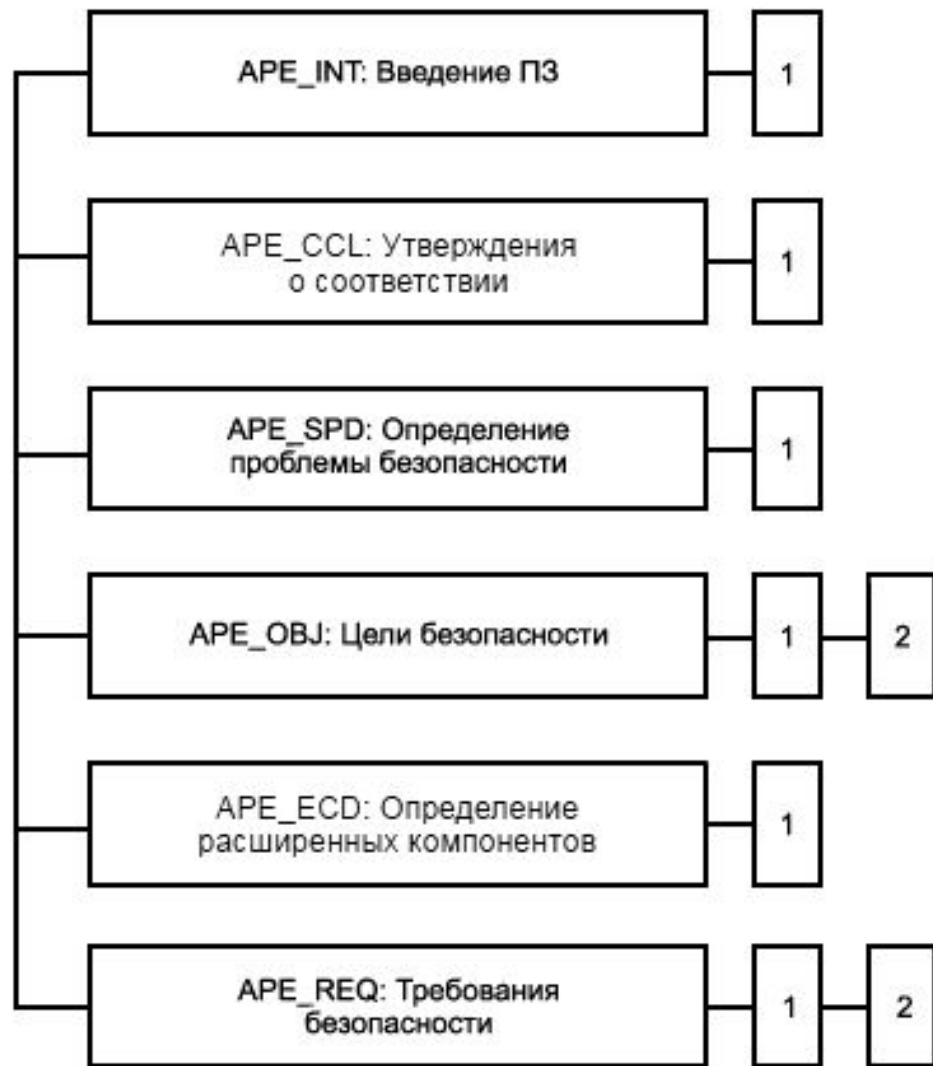 APE_INT: Введение ПЗ
1
APE_CCL: Утверждения
о соответствии
1
APE_SPD: Определение
проблемы безопасности
1
APE_OBJ: Цели безопасности
1
2
APE_ECD: Определение
расширенных компонентов
1
APE_REQ: Требования
безопасности
1
2